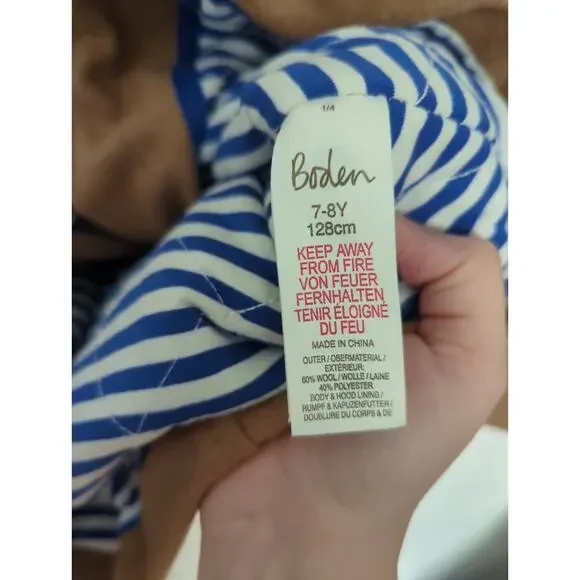 1/4
Boden
7-8Y
128cm
KEEP AWAY
FROM FIRE
VON FEUER
FERNHALTEN
TENIR ÉLOIGNÉ
DU FEU
MADE IN CHINA
OUTER / OBERMATERIAL /
EXTÉRIEUR:
60% WOOL / WOLLE / LAINE
40% POLYESTER
BODY & HOOD LINING /
RUMPF & KAPUZENFUTTER /
DOUBLURE DU CORPS & DE